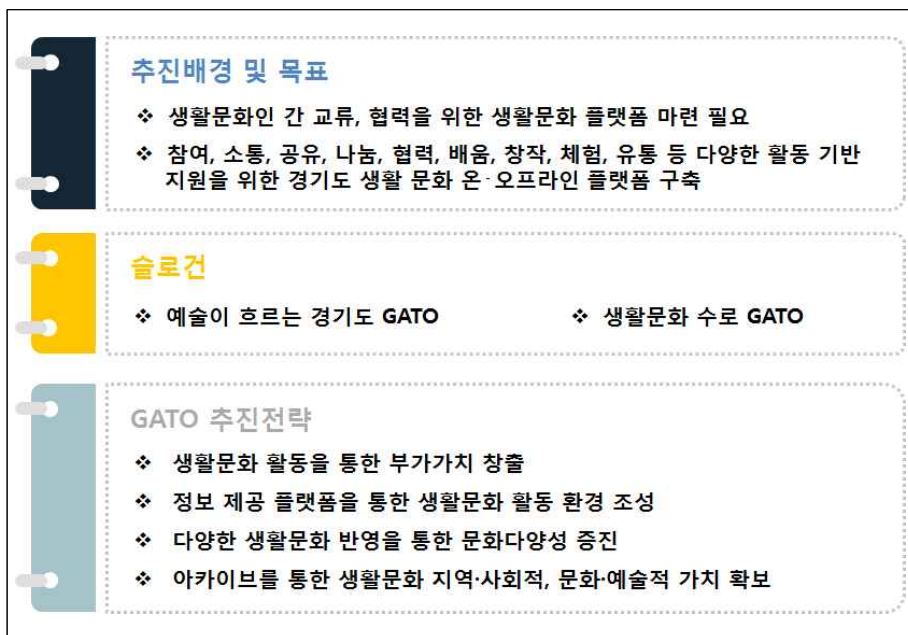 추진배경 및 목표
❖ 생활문화인 간 교류, 협력을 위한 생활문화 플랫폼 마련 필요
❖ 참여, 소통, 공유, 나눔, 협력, 배움, 창작, 체험, 유통 등 다양한 활동 기반
지원을 위한 경기도 생활 문화 온·오프라인 플랫폼 구축
슬로건
❖ 예술이 흐르는 경기도 GATO ❖ 생활문화 수로 GATO
GATO 추진전략
❖ 생활문화 활동을 통한 부가가치 창출
❖ 정보 제공 플랫폼을 통한 생활문화 활동 환경 조성
❖ 다양한 생활문화 반영을 통한 문화다양성 증진
❖ 아카이브를 통한 생활문화 지역·사회적, 문화·예술적 가치 확보